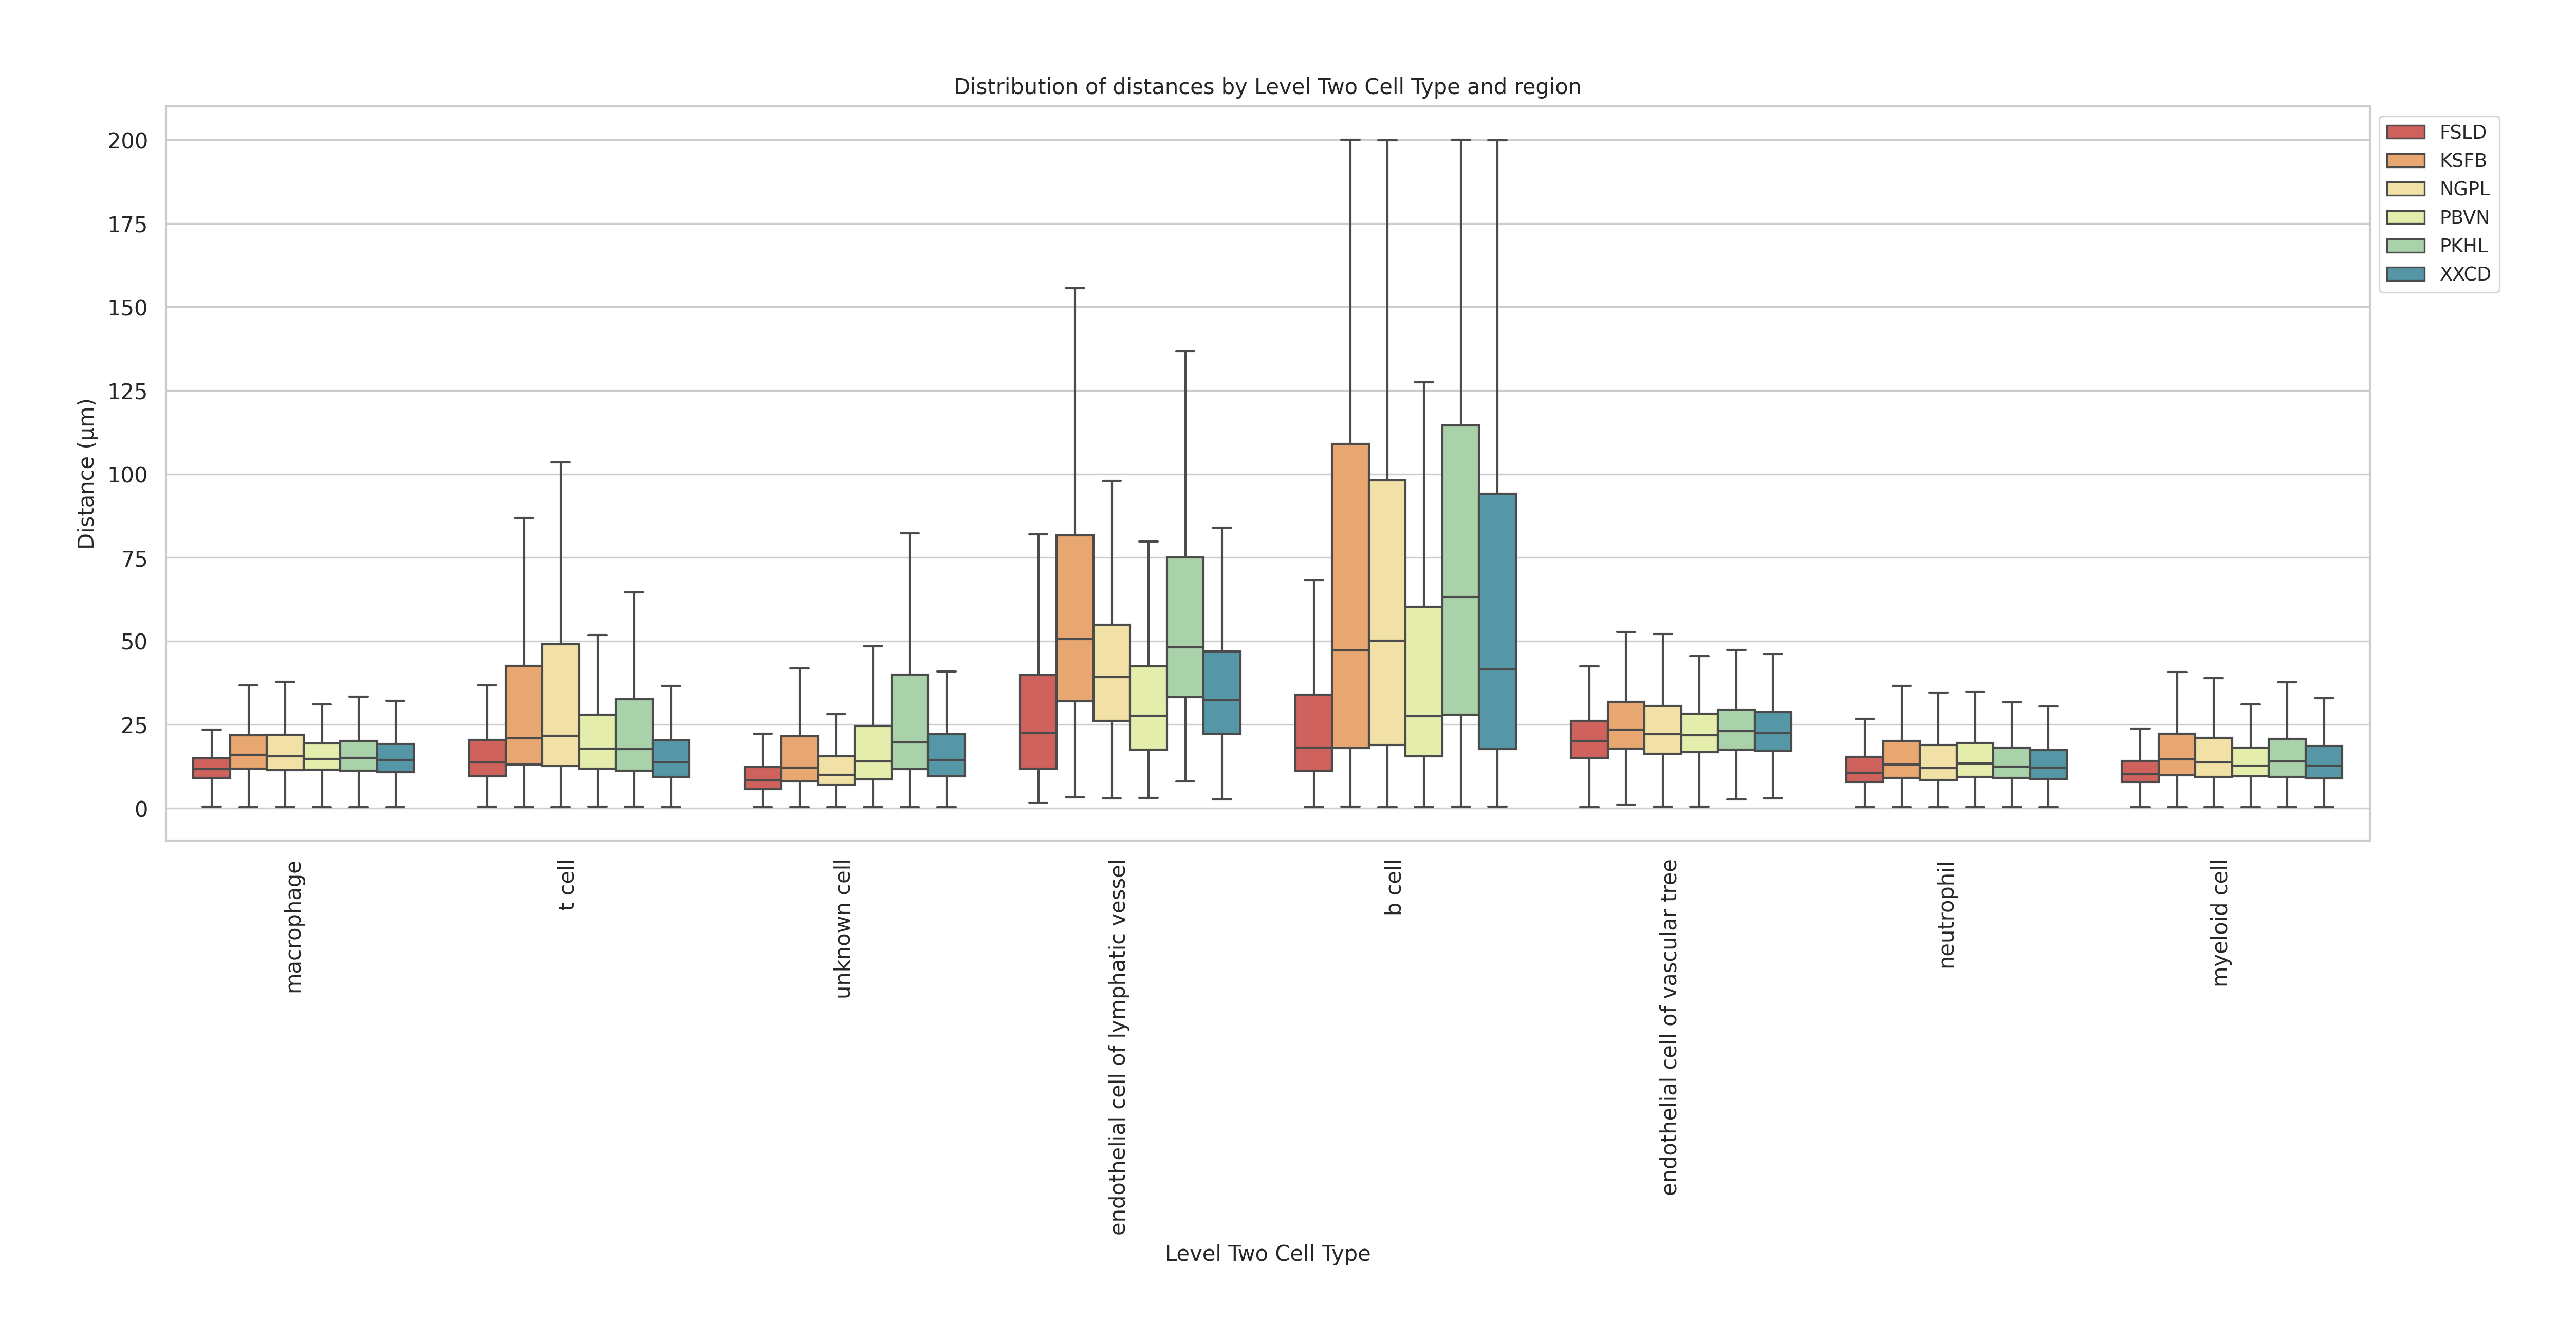 Distribution of distances by Level Two Cell Type and region
Distance (μm)
200
175
150
125
100
75
50
25
0
FSLD
KSFB
NGPL
PBVN
PKHL
XXCD
macrophage
t cell
unknown cell
endothelial cell of lymphatic vessel
b cell
endothelial cell of vascular tree
neutrophil
myeloid cell
Level Two Cell Type